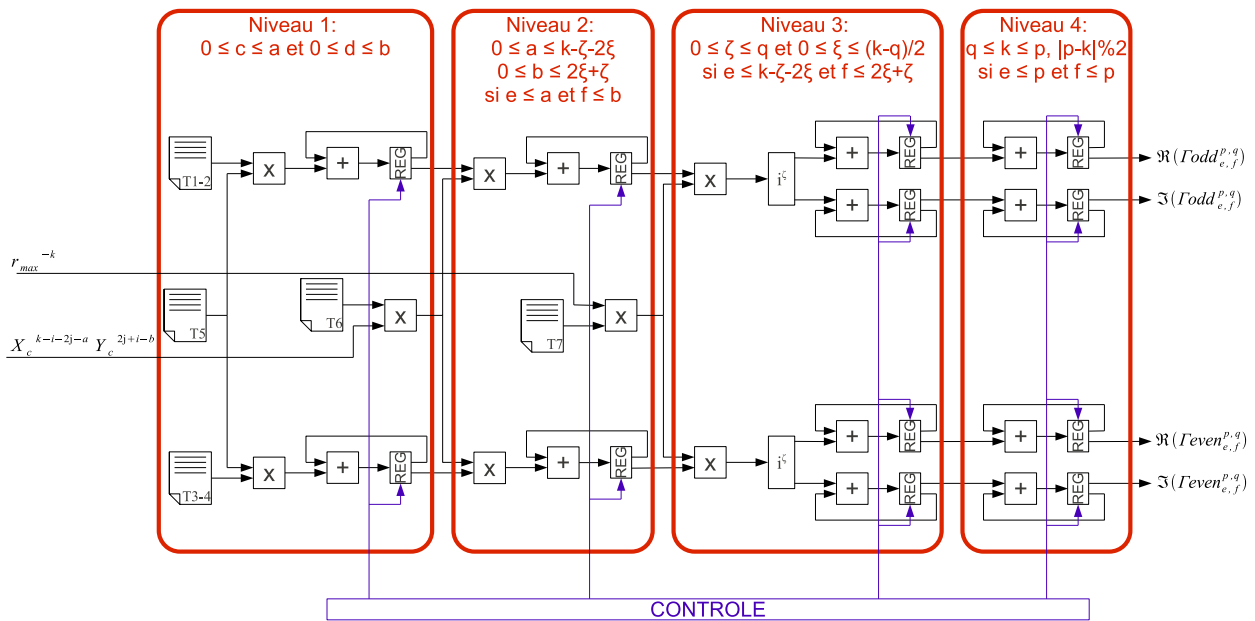 Niveau 1:
0 ≤ c ≤ a et 0 ≤ d ≤ b
Niveau 2:
0 ≤ a ≤ k-ζ-2ξ
0 ≤ b ≤ 2ξ+ζ
si e ≤ a et f ≤ b
Niveau 3:
0 ≤ ζ ≤ q et 0 ≤ ξ ≤ (k-q)/2
si e ≤ k-ζ-2ξ et f ≤ 2ξ+ζ
Niveau 4:
q ≤ k ≤ p, |p-k|%2
si e ≤ p et f ≤ p
T1-2
X
+
REG
X
+
REG
X
i^ζ
+
REG
+
REG
ℜ(Γodd_{e,f}^{p,q})
+
REG
+
REG
ℑ(Γodd_{e,f}^{p,q})
r_{max}^{-k}
T5
T6
X
T7
X
X_c^{k-i-2j-a} Y_c^{2j+i-b}
T3-4
X
+
REG
X
+
REG
X
i^ζ
+
REG
+
REG
ℜ(Γeven_{e,f}^{p,q})
+
REG
+
REG
ℑ(Γeven_{e,f}^{p,q})
CONTROLE